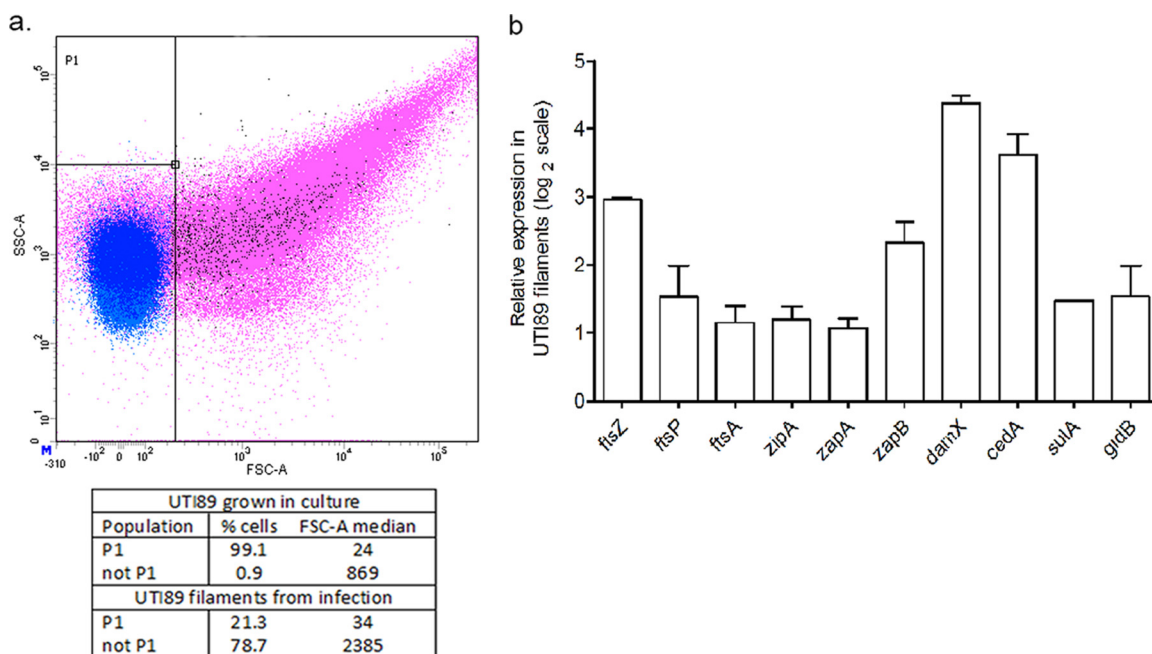 a.
P1
SSC-A
10^5
10^4
10^3
10^2
10^1
0
M
-310 -10^2 0 10^2 10^3 10^4 10^5
FSC-A
UTI89 grown in culture
Population % cells FSC-A median
P1 99.1 24
not P1 0.9 869
UTI89 filaments from infection
P1 21.3 34
not P1 78.7 2385
b
Relative expression in
UTI89 filaments (log 2 scale)
5
4
3
2
1
0
ftsZ ftsP ftsA zipA zapA zapB damX cedA sulA gidB